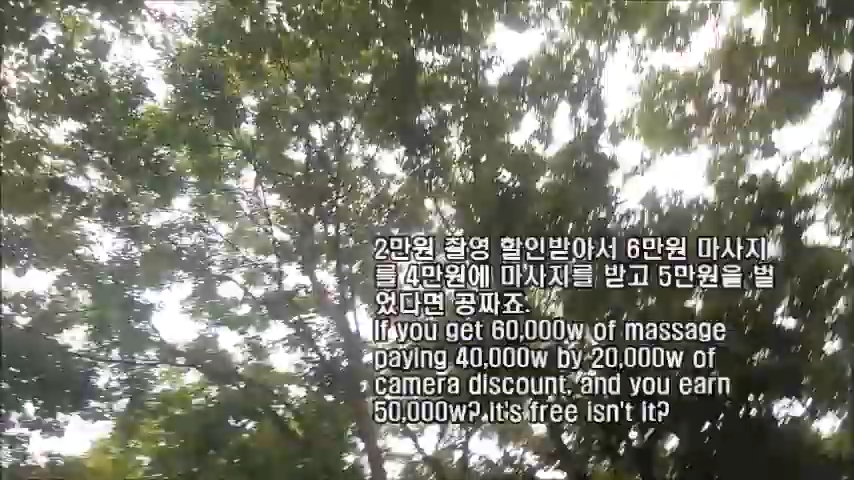 2만원 촬영 할인받아서 6만원 마사지
를 4만원에 마사지를 받고 5만원을 벌
었다면 공짜죠.
If you get 60,000w of massage
paying 40,000w by 20,000w of
camera discount, and you earn
50,000w? It's free isn't it?